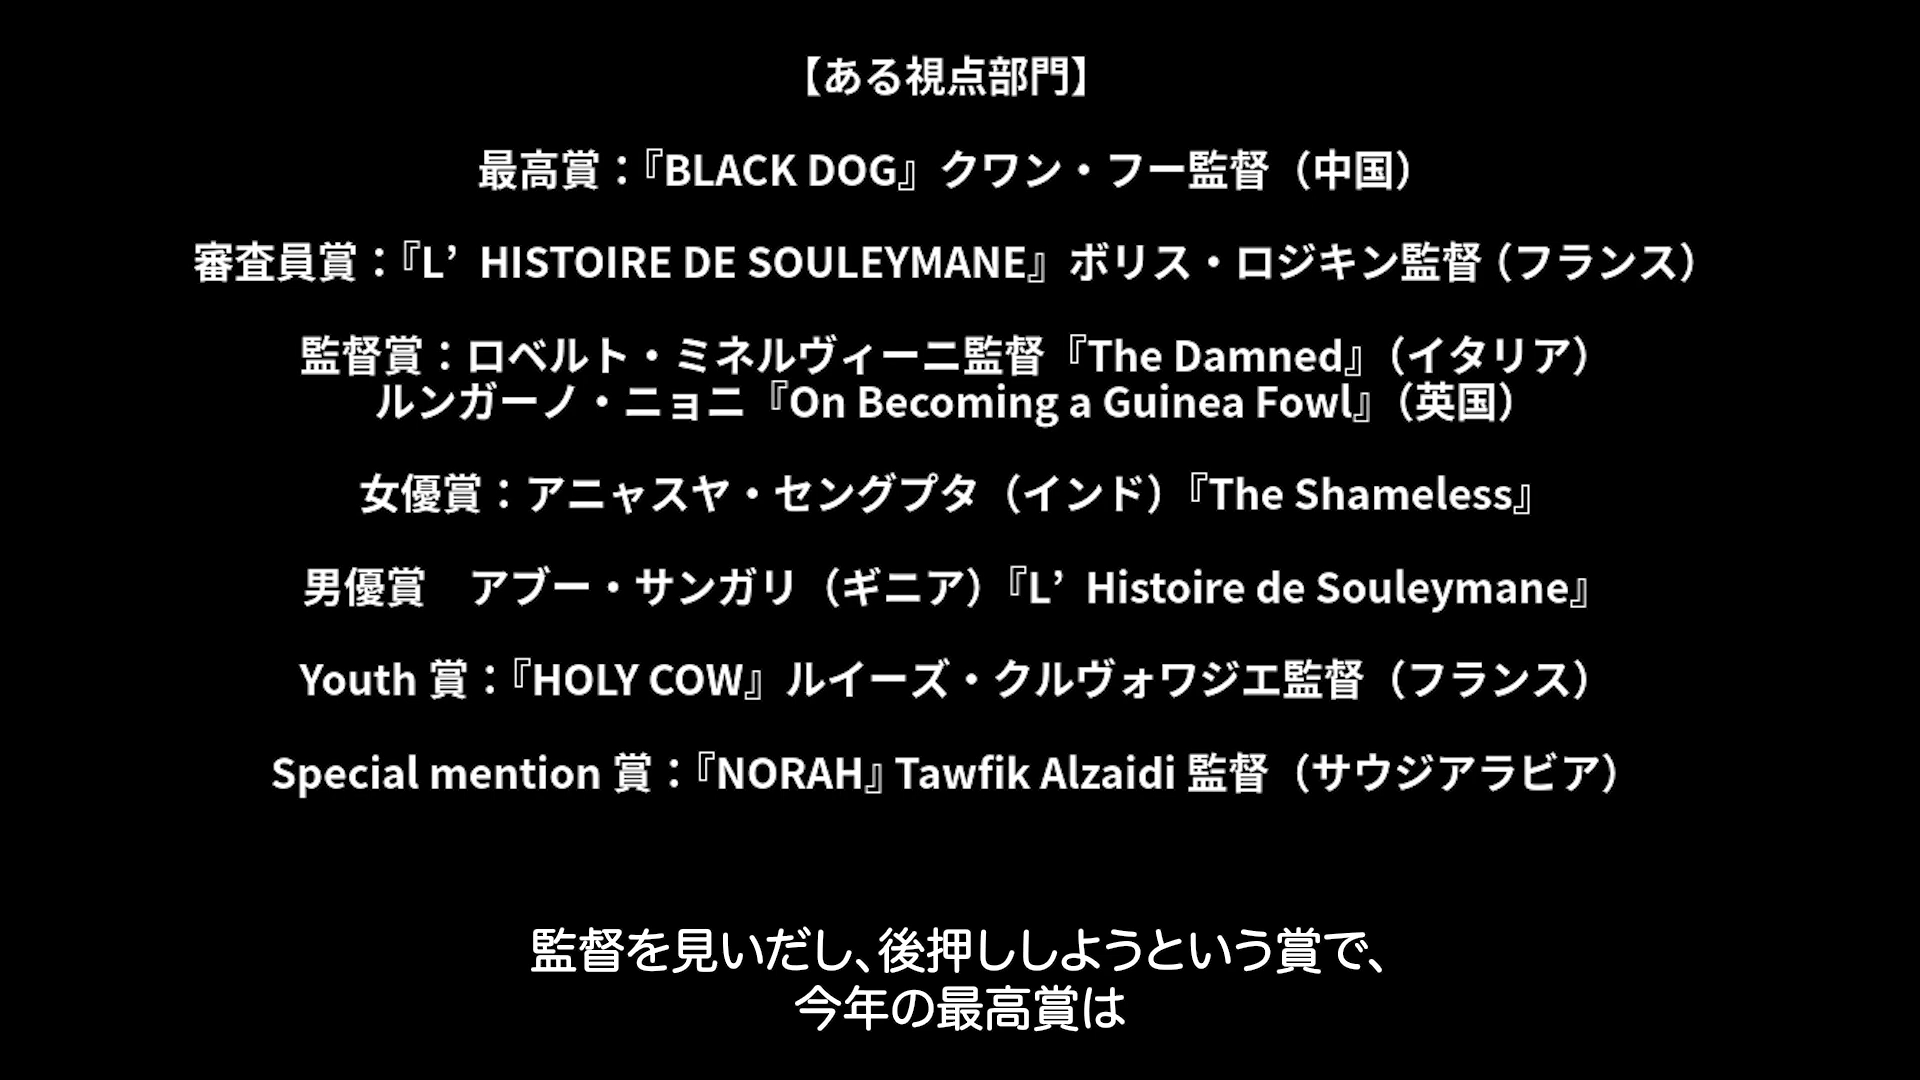 【ある視点部門】
最高賞：『BLACK DOG』クワン・フー監督（中国）
審査員賞：『L’HISTOIRE DE SOULEYMANE』ボリス・ロジキン監督（フランス）
監督賞：ロベルト・ミネルヴィーニ監督『The Damned』（イタリア）
ルンガーノ・ニョニ『On Becoming a Guinea Fowl』（英国）
女優賞：アニャスヤ・セングプタ（インド）『The Shameless』
男優賞　アブー・サンガリ（ギニア）『L’Histoire de Souleymane』
Youth 賞：『HOLY COW』ルイーズ・クルヴォワジエ監督（フランス）
Special mention 賞：『NORAH』Tawfik Alzaidi 監督（サウジアラビア）
監督を見いだし、後押ししようという賞で、
今年の最高賞は